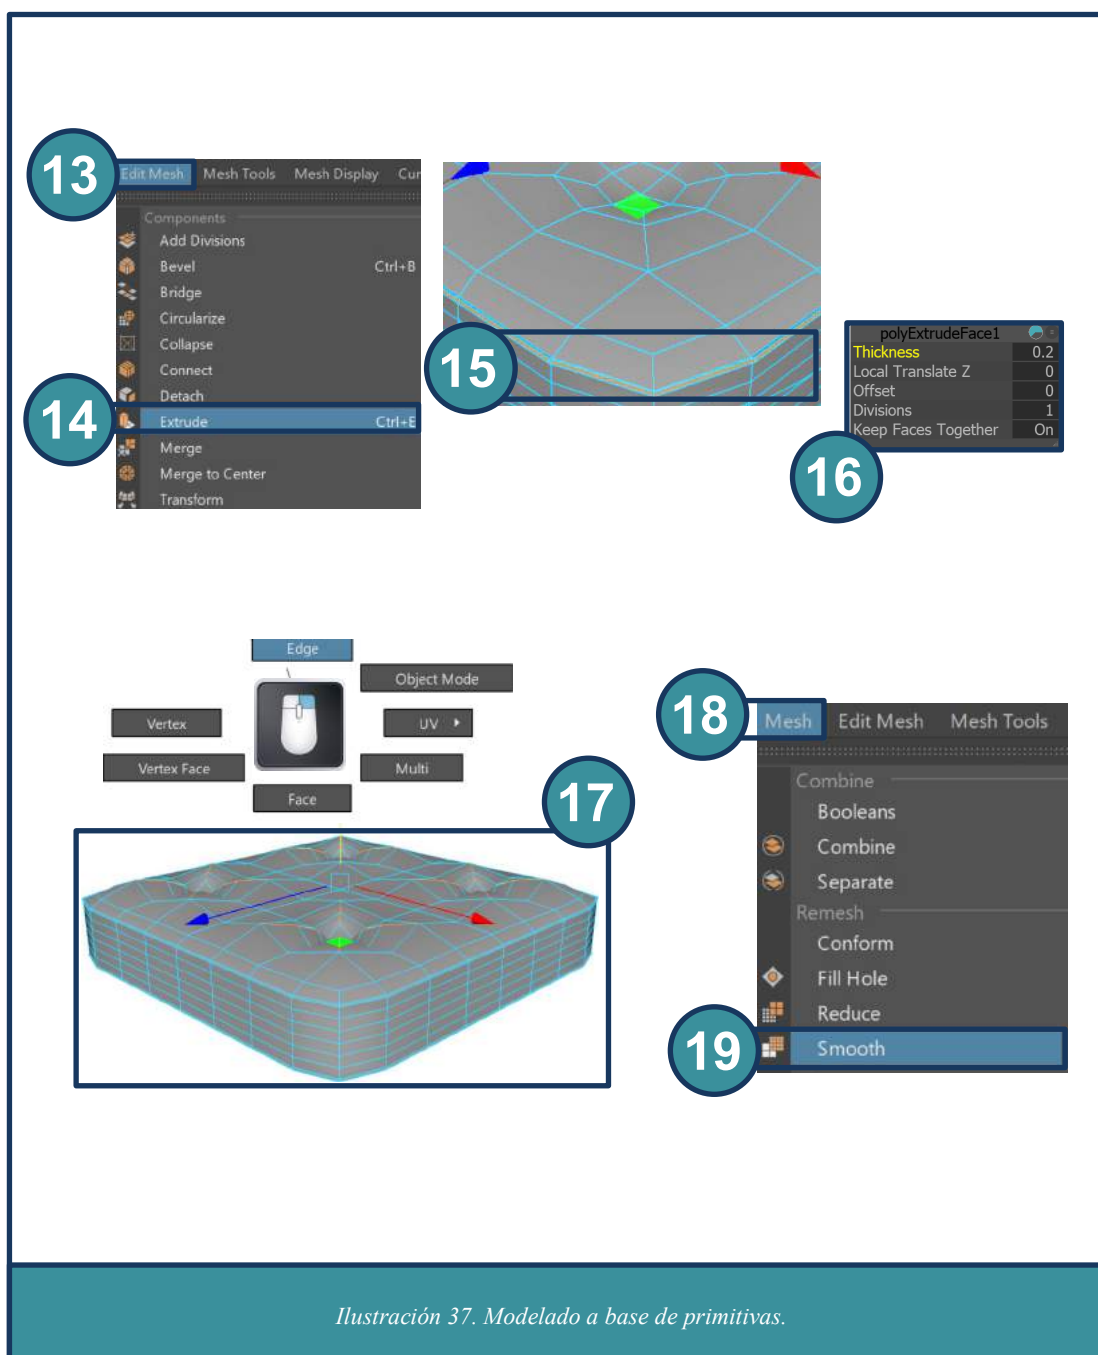 13
Edit Mesh Mesh Tools Mesh Display Cur
Components
Add Divisions
Bevel Ctrl+B
Bridge
Circularize
Collapse
Connect
Detach
14
Extrude Ctrl+E
Merge
Merge to Center
Transform
15
polyExtrudeFace1
Thickness 0.2
Local Translate Z 0
Offset 0
Divisions 1
Keep Faces Together On
16
Edge
Object Mode
Vertex
UV
Vertex Face
Multi
Face
17
18
Mesh Edit Mesh Mesh Tools
Combine
Booleans
Combine
Separate
Remesh
Conform
Fill Hole
Reduce
19
Smooth
Ilustración 37. Modelado a base de primitivas.